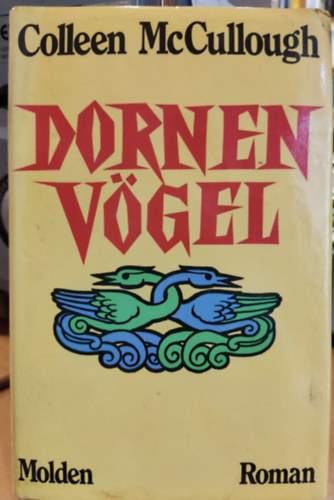 Colleen McCullough
DORNEN
VÖGEL
Molden Roman